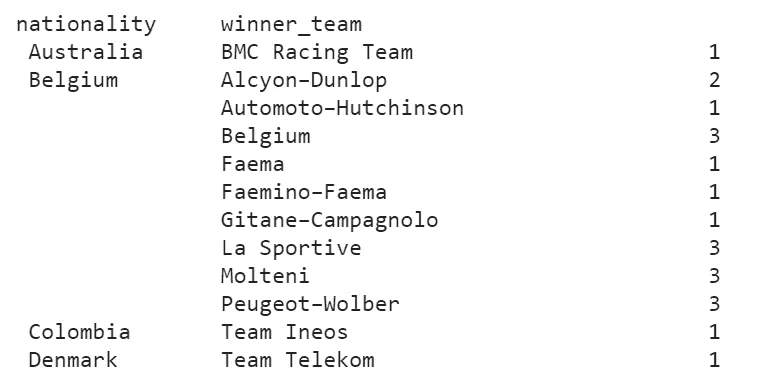 nationality winner_team
Australia BMC Racing Team 1
Belgium Alcyon–Dunlop 2
Automoto–Hutchinson 1
Belgium 3
Faema 1
Faemino–Faema 1
Gitane–Campagnolo 1
La Sportive 3
Molteni 3
Peugeot–Wolber 3
Colombia Team Ineos 1
Denmark Team Telekom 1